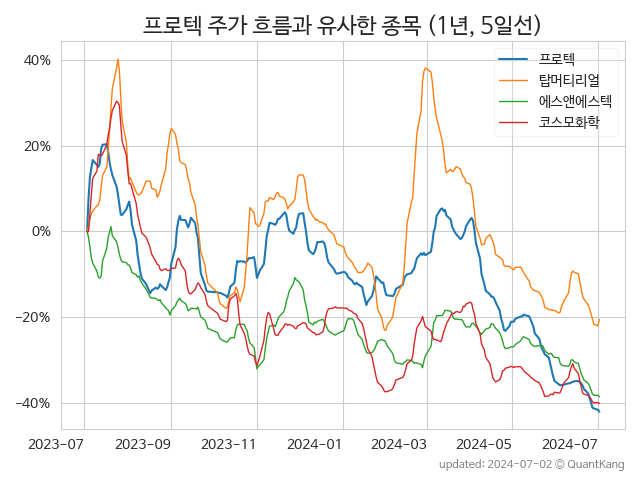 프로텍 주가 흐름과 유사한 종목 (1년, 5일선)
프로텍
탑머티리얼
에스앤에스텍
코스모화학
40%
20%
0%
−20%
−40%
2023-07
2023-09
2023-11
2024-01
2024-03
2024-05
2024-07
updated: 2024-07-02 © QuantKang